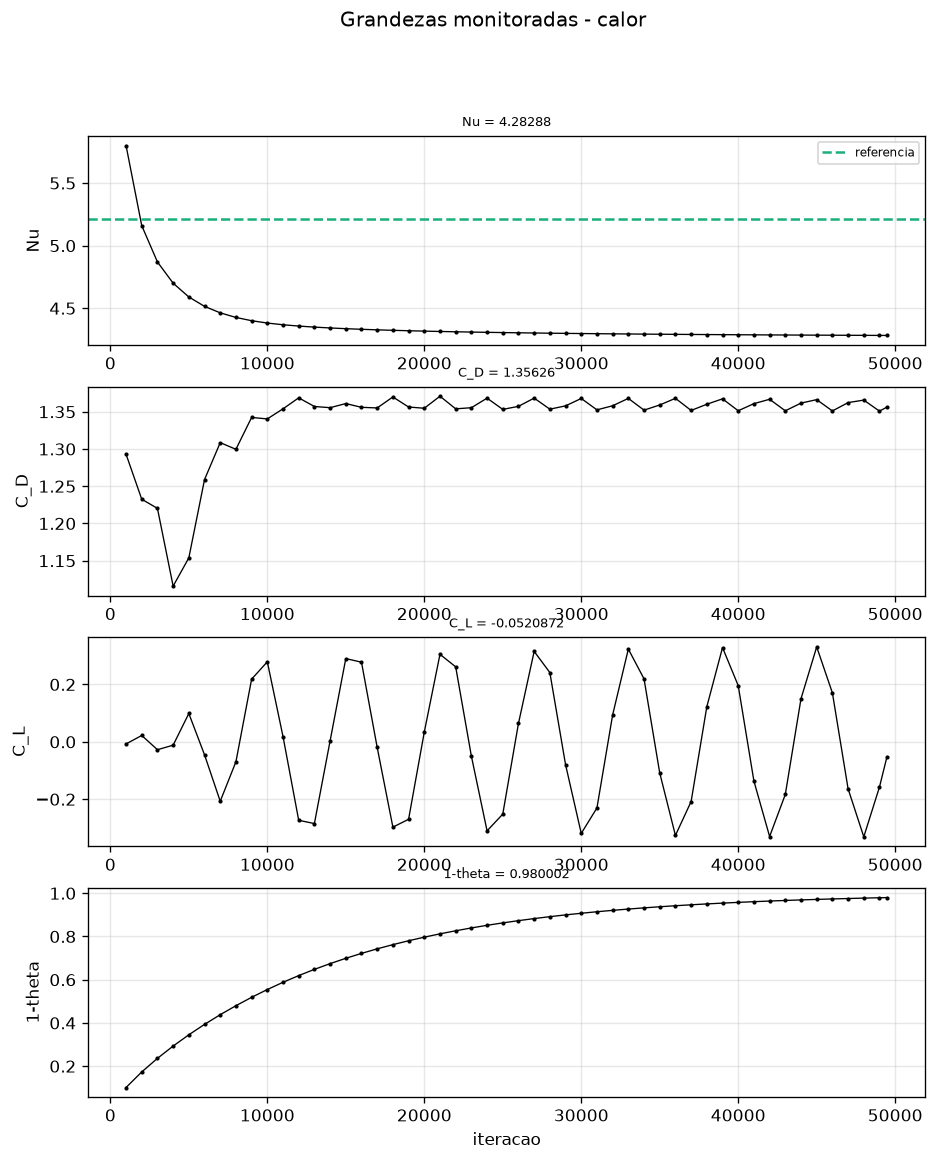 Grandezas monitoradas - calor
Nu = 4.28288
referencia
Nu
5.5
5.0
4.5
0 10000 20000 30000 40000 50000
C_D = 1.35626
C_D
1.35
1.30
1.25
1.20
1.15
0 10000 20000 30000 40000 50000
C_L = -0.0520872
C_L
0.2
0.0
−0.2
0 10000 20000 30000 40000 50000
1-theta = 0.980002
1-theta
1.0
0.8
0.6
0.4
0.2
0 10000 20000 30000 40000 50000
iteracao